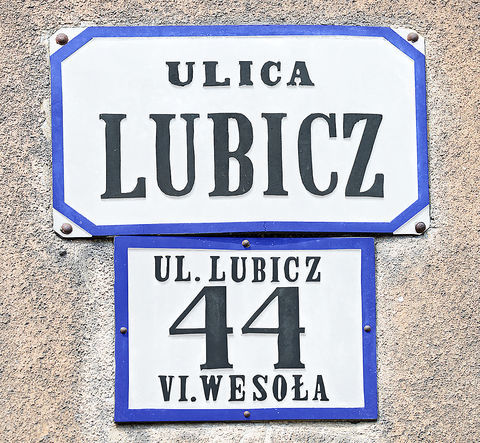 ULICA
LUBICZ
UL. LUBICZ
44
VI. WESOŁA